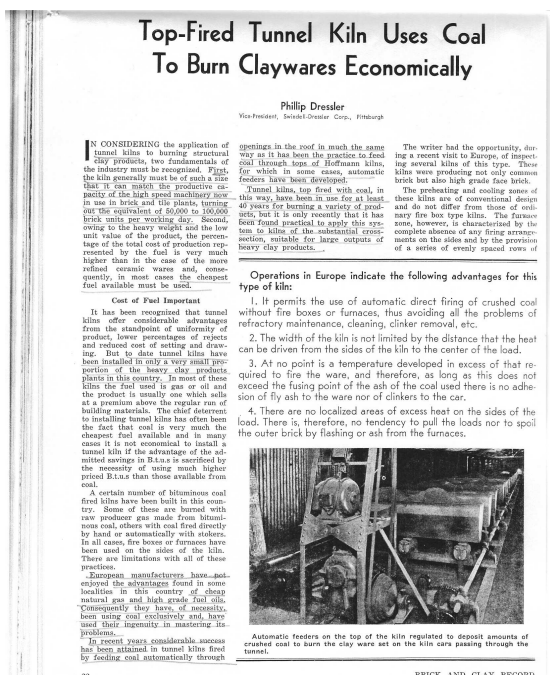 Top-Fired Tunnel Kiln Uses Coal
To Burn Claywares Economically
Phillip Dressler
Vice-President, Swindell-Dressler Corp., Pittsburgh
IN CONSIDERING the application of
tunnel kilns to burning structural
clay products, two fundamentals of
the industry must be recognized. First,
the kiln generally must be of such a size
that it can match the productive ca-
pacity of the high speed machinery now
in use in brick and tile plants, turning
out the equivalent of 50,000 to 100,000
brick units per working day. Second,
owing to the heavy weight and the low
unit value of the product, the percen-
tage of the total cost of production rep-
resented by the fuel is very much
higher than in the case of the more
refined ceramic wares and, conse-
quently, in most cases the cheapest
fuel available must be used.
Cost of Fuel Important
It has been recognized that tunnel
kilns offer considerable advantages
from the standpoint of uniformity of
product, lower percentages of rejects
and reduced cost of setting and draw-
ing. But to date tunnel kilns have
been installed in only a very small pro-
portion of the heavy clay products
plants in this country. In most of these
kilns the fuel used is gas or oil and
the product is usually one which sells
at a premium above the regular run of
building materials. The chief deterrent
to installing tunnel kilns has often been
the fact that coal is very much the
cheapest fuel available and in many
cases it is not economical to install a
tunnel kiln if the advantage of the ad-
mitted savings in B.t.u.s is sacrificed by
the necessity of using much higher
priced B.t.u.s than those available from
coal.
A certain number of bituminous coal
fired kilns have been built in this coun-
try. Some of these are burned with
raw producer gas made from bitumi-
nous coal, others with coal fired directly
by hand or automatically with stokers.
In all cases, fire boxes or furnaces have
been used on the sides of the kiln.
There are limitations with all of these
practices.
European manufacturers have not
enjoyed the advantages found in some
localities in this country of cheap
natural gas and high grade fuel oils.
Consequently they have, of necessity,
been using coal exclusively and, have
used their ingenuity in mastering its
problems.
In recent years considerable success
has been attained in tunnel kilns fired
by feeding coal automatically through
openings in the roof in much the same
way as it has been the practice to feed
coal through tops of Hoffmann kilns,
for which in some cases, automatic
feeders have been developed.
Tunnel kilns, top fired with coal, in
this way, have been in use for at least
40 years for burning a variety of prod-
ucts, but it is only recently that it has
been found practical to apply this sys-
tem to kilns of the substantial cross-
section, suitable for large outputs of
heavy clay products.
The writer had the opportunity, dur-
ing a recent visit to Europe, of inspect-
ing several kilns of this type. These
kilns were producing not only common
brick but also high grade face brick.
The preheating and cooling zones of
these kilns are of conventional design
and do not differ from those of ordi-
nary fire box type kilns. The furnace
zone, however, is characterized by the
complete absence of any firing arrange-
ments on the sides and by the provision
of a series of evenly spaced rows of
Operations in Europe indicate the following advantages for this
type of kiln:
1. It permits the use of automatic direct firing of crushed coal
without fire boxes or furnaces, thus avoiding all the problems of
refractory maintenance, cleaning, clinker removal, etc.
2. The width of the kiln is not limited by the distance that the heat
can be driven from the sides of the kiln to the center of the load.
3. At no point is a temperature developed in excess of that re-
quired to fire the ware, and therefore, as long as this does not
exceed the fusing point of the ash of the coal used there is no adhe-
sion of fly ash to the ware nor of clinkers to the car.
4. There are no localized areas of excess heat on the sides of the
load. There is, therefore, no tendency to pull the loads nor to spoil
the outer brick by flashing or ash from the furnaces.
Automatic feeders on the top of the kiln regulated to deposit amounts of
crushed coal to burn the clay ware set on the kiln cars passing through the
tunnel.
BRICK AND CLAY RECORD